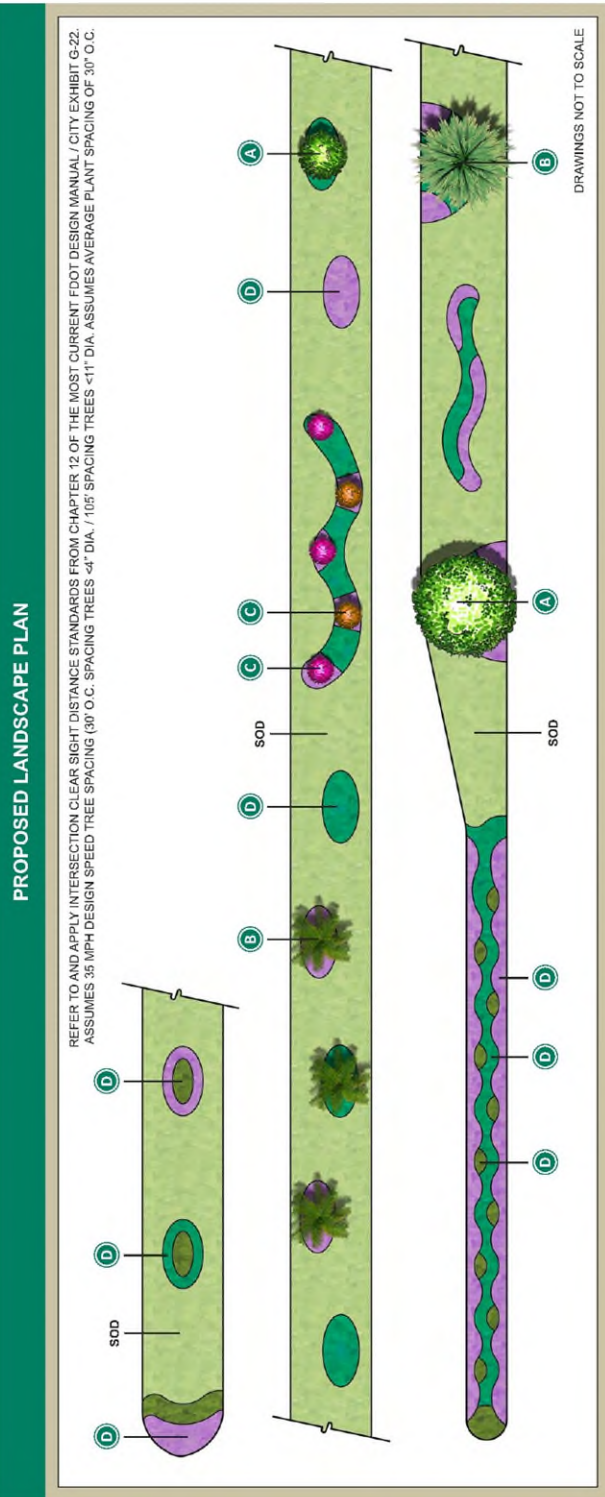 PROPOSED LANDSCAPE PLAN
REFER TO AND APPLY INTERSECTION CLEAR SIGHT DISTANCE STANDARDS FROM CHAPTER 12 OF THE MOST CURRENT FDOT DESIGN MANUAL / CITY EXHIBIT G-22.
ASSUMES 35 MPH DESIGN SPEED TREE SPACING (30' O.C. SPACING TREES <4" DIA. / 105' SPACING TREES <11" DIA. ASSUMES AVERAGE PLANT SPACING OF 30" O.C.
D
SOD
D
D
B
D
SOD
C
C
D
A
D
D
D
SOD
A
B
DRAWINGS NOT TO SCALE